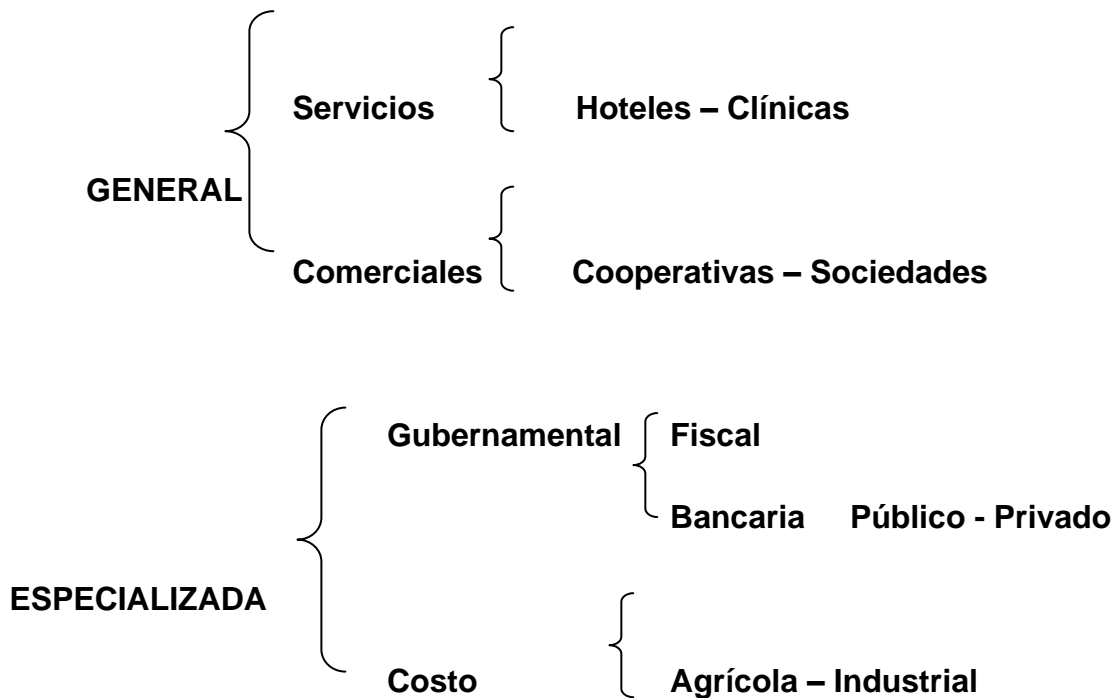 Servicios Hoteles – Clínicas
GENERAL
Comerciales Cooperativas – Sociedades
Gubernamental Fiscal
Bancaria Público - Privado
ESPECIALIZADA
Costo Agrícola – Industrial